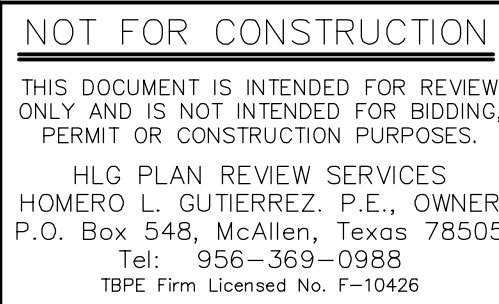 NOT FOR CONSTRUCTION
THIS DOCUMENT IS INTENDED FOR REVIEW
ONLY AND IS NOT INTENDED FOR BIDDING,
PERMIT OR CONSTRUCTION PURPOSES.
HLG PLAN REVIEW SERVICES
HOMERO L. GUTIERREZ. P.E., OWNER
P.O. Box 548, McAllen, Texas 78505
Tel: 956-369-0988
TBPE Firm Licensed No. F-10426